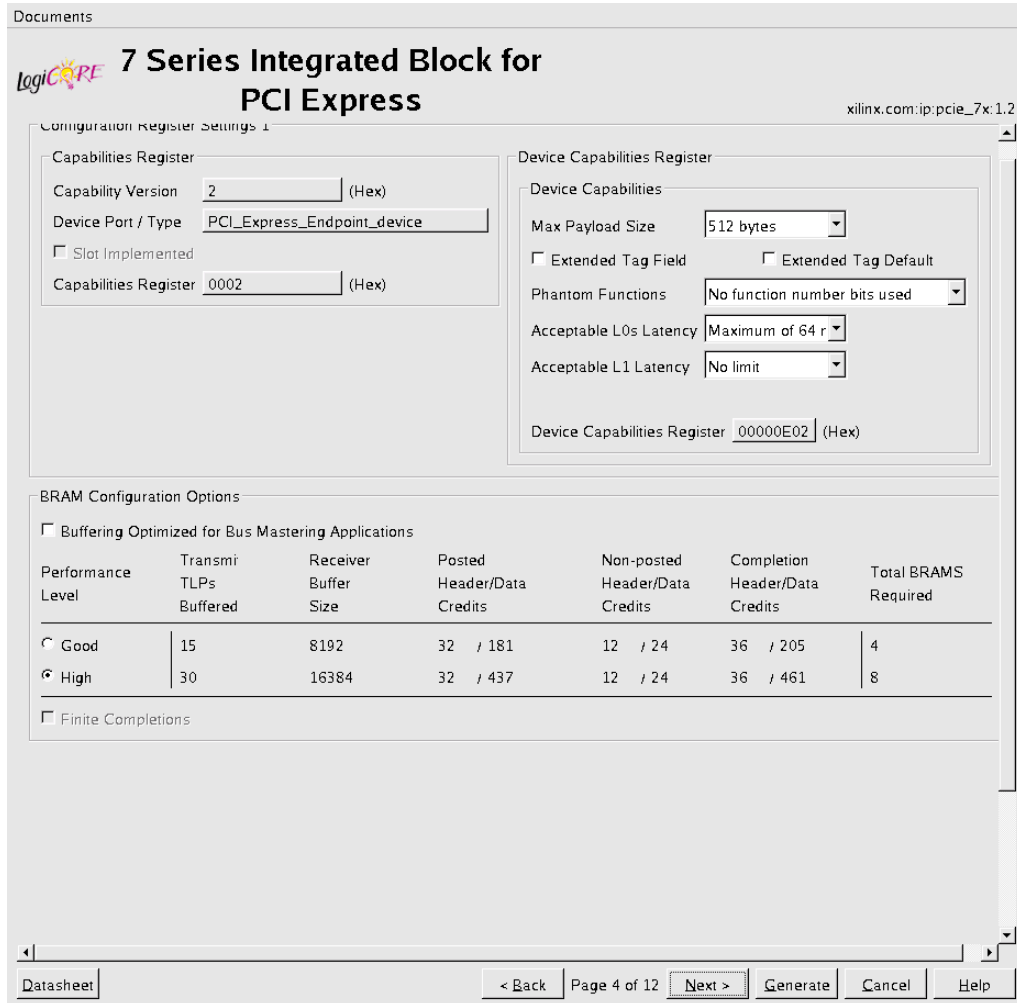 Documents
LogiCORE
7 Series Integrated Block for
PCI Express
xilinx.com:ip:pcie_7x:1.2
Configuration Register Settings 1
Capabilities Register
Capability Version 2 (Hex)
Device Port / Type PCI_Express_Endpoint_device
Slot Implemented
Capabilities Register 0002 (Hex)
Device Capabilities Register
Device Capabilities
Max Payload Size 512 bytes
Extended Tag Field Extended Tag Default
Phantom Functions No function number bits used
Acceptable L0s Latency Maximum of 64 r
Acceptable L1 Latency No limit
Device Capabilities Register 00000E02 (Hex)
BRAM Configuration Options
Buffering Optimized for Bus Mastering Applications
Performance
Level
Transmi
TLPs
Buffered
Receiver
Buffer
Size
Posted
Header/Data
Credits
Non-posted
Header/Data
Credits
Completion
Header/Data
Credits
Total BRAMS
Required
Good 15 8192 32 / 181 12 / 24 36 / 205 4
High 30 16384 32 / 437 12 / 24 36 / 461 8
Finite Completions
Datasheet < Back Page 4 of 12 Next > Generate Cancel Help